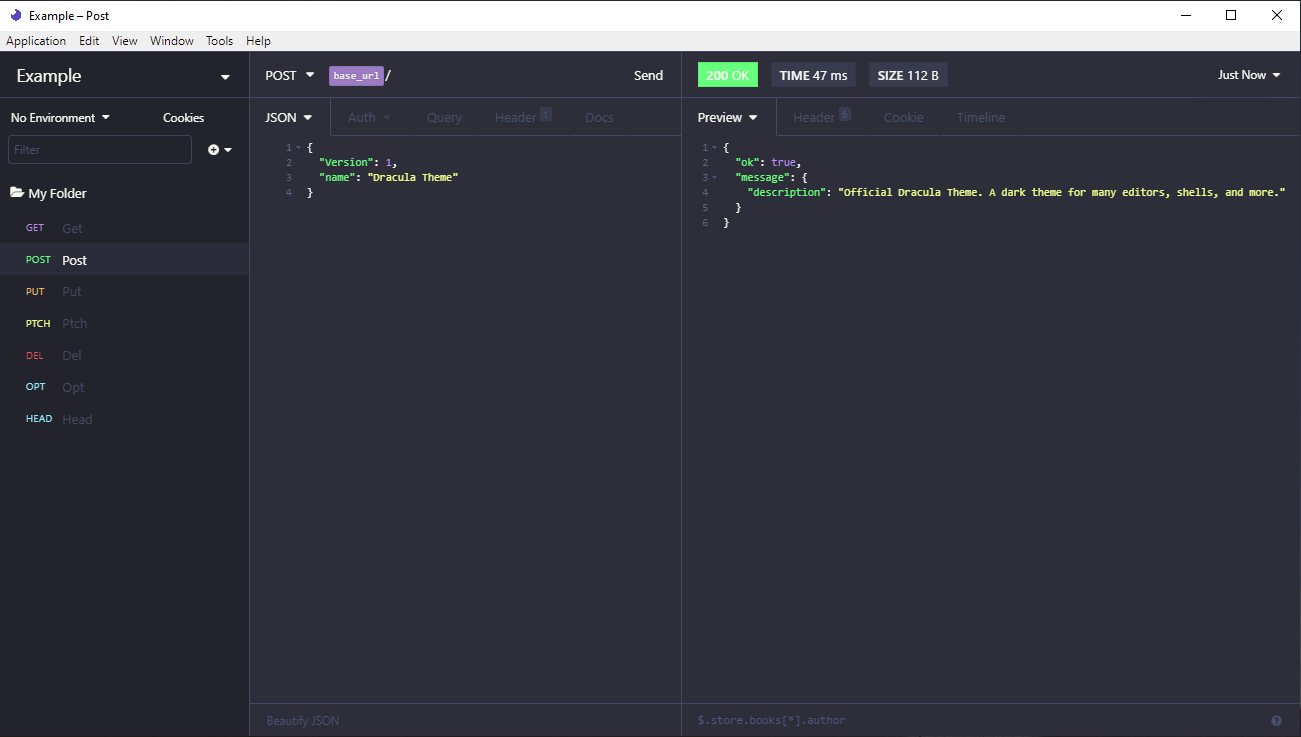 Example – Post
Application Edit View Window Tools Help
Example
No Environment Cookies
Filter
My Folder
GET Get
POST Post
PUT Put
PTCH Ptch
DEL Del
OPT Opt
HEAD Head
POST base_url/ Send
JSON Auth Query Header 1 Docs
1 {
2 "Version": 1,
3 "name": "Dracula Theme"
4 }
Beautify JSON
200 OK TIME 47 ms SIZE 112 B Just Now
Preview Header 6 Cookie Timeline
1 {
2 "ok": true,
3 "message": {
4 "description": "Official Dracula Theme. A dark theme for many editors, shells, and more."
5 }
6 }
$.store.books[*].author ?